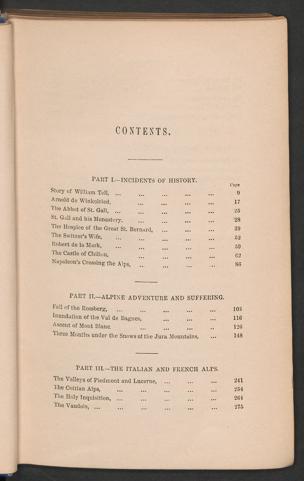 CONTENTS.
PART I.—INCIDENTS OF HISTORY.
Page
Story of William Tell, ... ... ... ... ... 9
Arnold de Winkelried, ... ... ... ... 17
The Abbot of St. Gall, ... ... ... ... ... 25
St. Gall and his Monastery, ... ... ... ... 28
The Hospice of the Great St. Bernard, ... ... ... 39
The Switzer's Wife, ... ... ... ... ... 52
Robert de la Mark, ... ... ... ... ... 59
The Castle of Chillon, ... ... ... ... 62
Napoleon's Crossing the Alps, ... ... ... ... 86
PART II.—ALPINE ADVENTURE AND SUFFERING.
Fall of the Rossberg, ... ... ... ... ... 105
Inundation of the Val de Bagnes, ... ... ... ... 116
Ascent of Mont Blanc ... ... ... .. 126
Three Months under the Snows of the Jura Mountains, ... 148
PART III.—THE ITALIAN AND FRENCH ALPS.
The Valleys of Piedmont and Lucerne, ... ... ... 241
The Cottian Alps, ... ... ... ... ... 254
The Holy Inquisition, ... ... ... ... ... 264
The Vaudois, ... ... ... ... ... ... 275